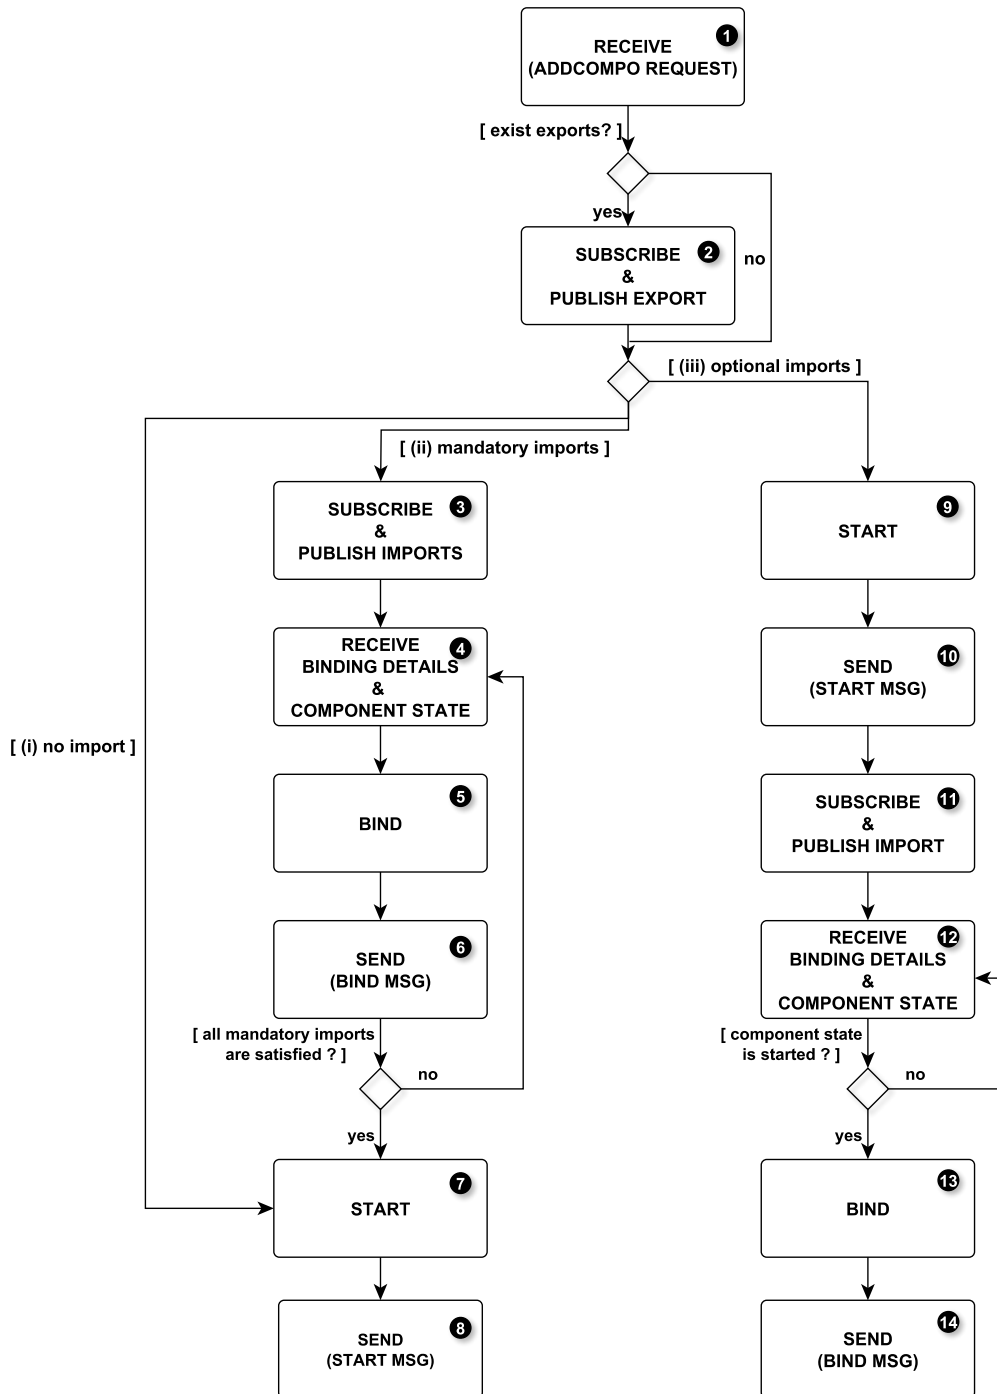 1
RECEIVE
(ADDCOMPO REQUEST)
[ exist exports? ]
yes
no
2
SUBSCRIBE
&
PUBLISH EXPORT
[ (iii) optional imports ]
[ (ii) mandatory imports ]
[ (i) no import ]
3
SUBSCRIBE
&
PUBLISH IMPORTS
4
RECEIVE
BINDING DETAILS
&
COMPONENT STATE
5
BIND
6
SEND
(BIND MSG)
[ all mandatory imports
are satisfied ? ]
no
yes
7
START
8
SEND
(START MSG)
9
START
10
SEND
(START MSG)
11
SUBSCRIBE
&
PUBLISH IMPORT
12
RECEIVE
BINDING DETAILS
&
COMPONENT STATE
[ component state
is started ? ]
no
yes
13
BIND
14
SEND
(BIND MSG)